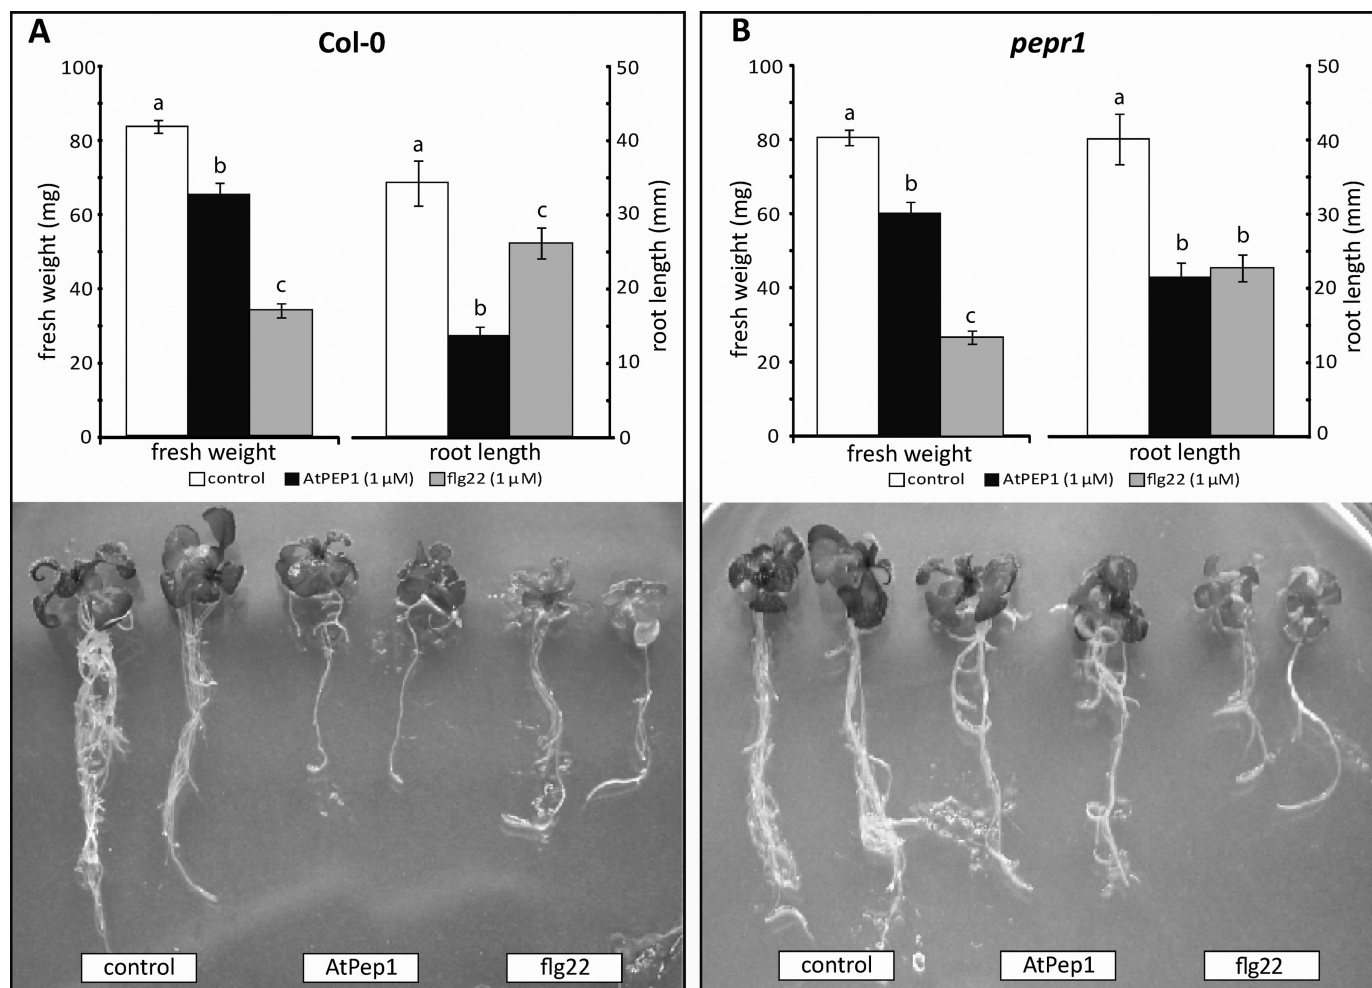 A
Col-0
100
80
60
40
20
0
fresh weight (mg)
a
b
c
a
b
c
50
40
30
20
10
0
root length (mm)
fresh weight
root length
control AtPEP1 (1 µM) flg22 (1 µM)
control
AtPep1
flg22
B
pepr1
100
80
60
40
20
0
fresh weight (mg)
a
b
c
a
b
b
50
40
30
20
10
0
root length (mm)
fresh weight
root length
control AtPEP1 (1 µM) flg22 (1 µM)
control
AtPep1
flg22